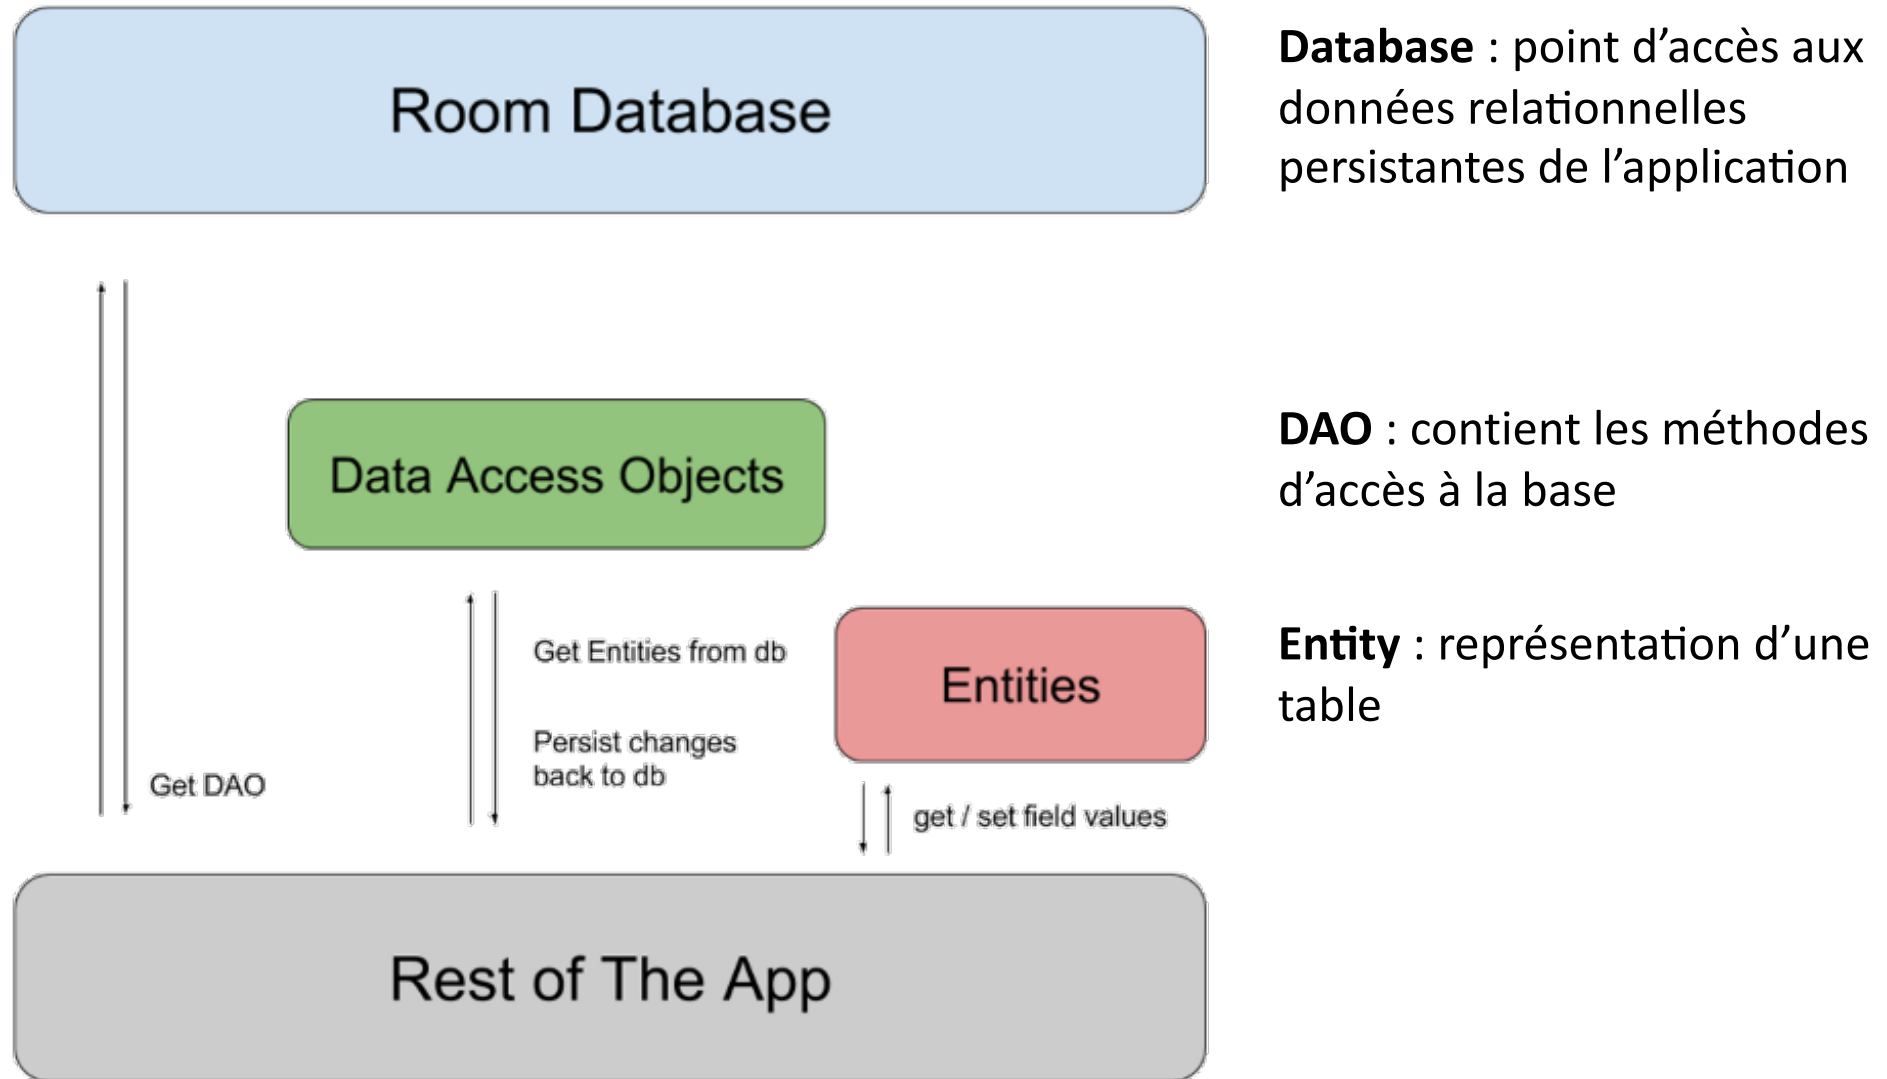 Room Database
Database : point d’accès aux
données relationnelles
persistantes de l’application
Data Access Objects
DAO : contient les méthodes
d’accès à la base
Get Entities from db
Persist changes
back to db
Get DAO
Entities
Entity : représentation d’une
table
get / set field values
Rest of The App